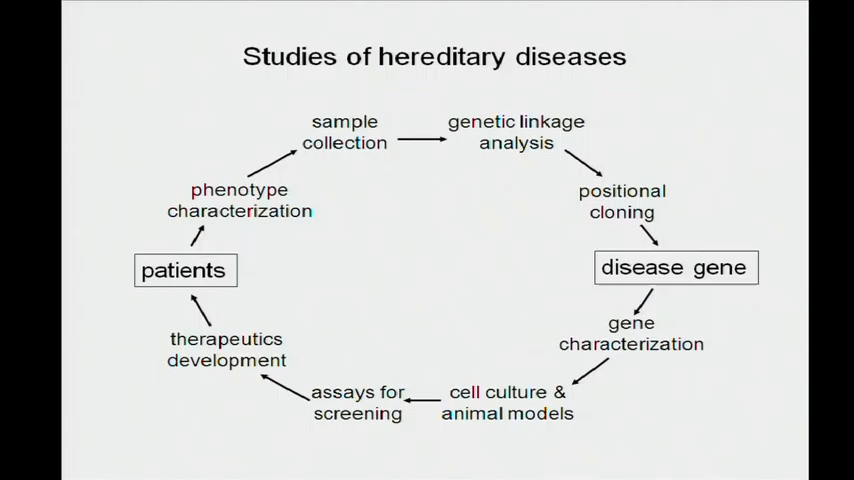 Studies of hereditary diseases
sample
collection
genetic linkage
analysis
phenotype
characterization
positional
cloning
patients
disease gene
therapeutics
development
gene
characterization
assays for
screening
cell culture &
animal models